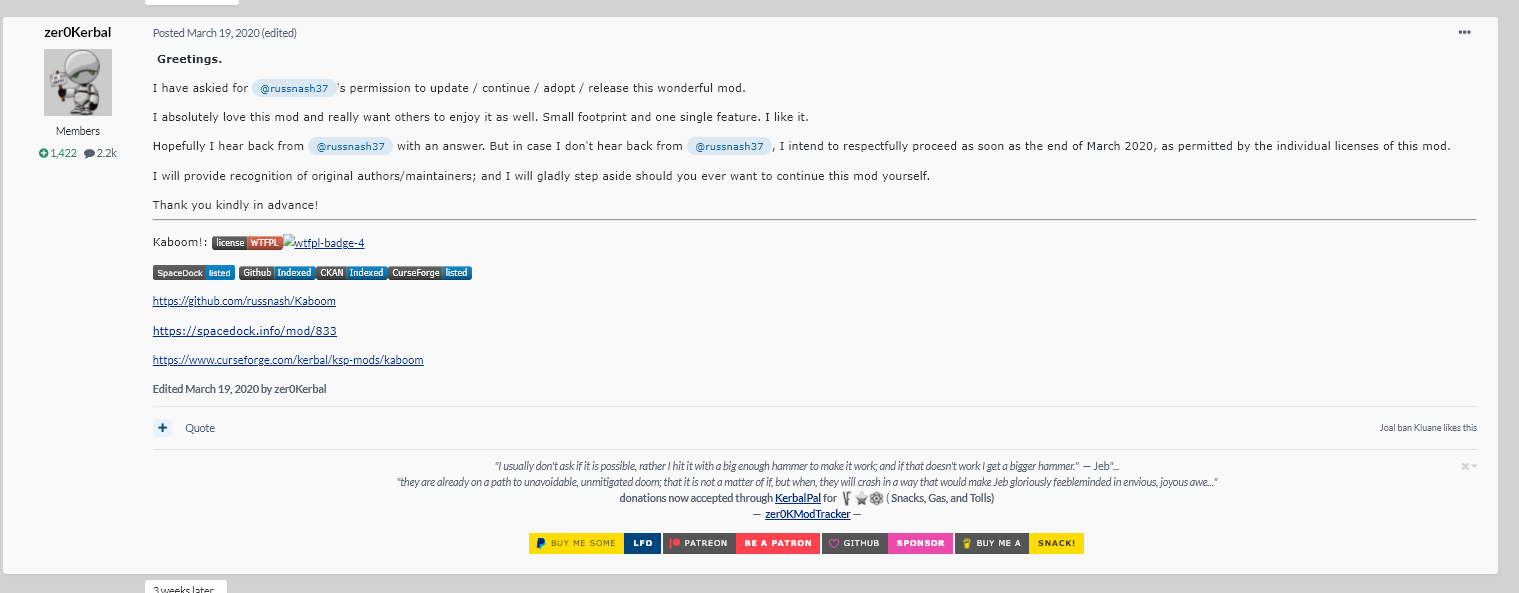 zer0Kerbal
Members
1,422 2.2k
Posted March 19, 2020 (edited)
Greetings.
I have askied for @russnash37 's permission to update / continue / adopt / release this wonderful mod.
I absolutely love this mod and really want others to enjoy it as well. Small footprint and one single feature. I like it.
Hopefully I hear back from @russnash37 with an answer. But in case I don't hear back from @russnash37 , I intend to respectfully proceed as soon as the end of March 2020, as permitted by the individual licenses of this mod.
I will provide recognition of original authors/maintainers; and I will gladly step aside should you ever want to continue this mod yourself.
Thank you kindly in advance!
Kaboom!: license WTFPL wtfpl-badge-4
SpaceDock listed Github Indexed CKAN Indexed CurseForge listed
https://github.com/russnash/Kaboom
https://spacedock.info/mod/833
https://www.curseforge.com/kerbal/ksp-mods/kaboom
Edited March 19, 2020 by zer0Kerbal
+ Quote
Joal ban Kluane likes this
"I usually don't ask if it is possible, rather I hit it with a big enough hammer to make it work; and if that doesn't work I get a bigger hammer." — Jeb"...
"they are already on a path to unavoidable, unmitigated doom; that it is not a matter of if, but when, they will crash in a way that would make Jeb gloriously feebleminded in envious, joyous awe..."
donations now accepted through KerbalPal for ( Snacks, Gas, and Tolls)
— zer0KModTracker —
BUY ME SOME LFO PATREON BE A PATRON GITHUB SPONSOR BUY ME A SNACK!
3 weeks later...